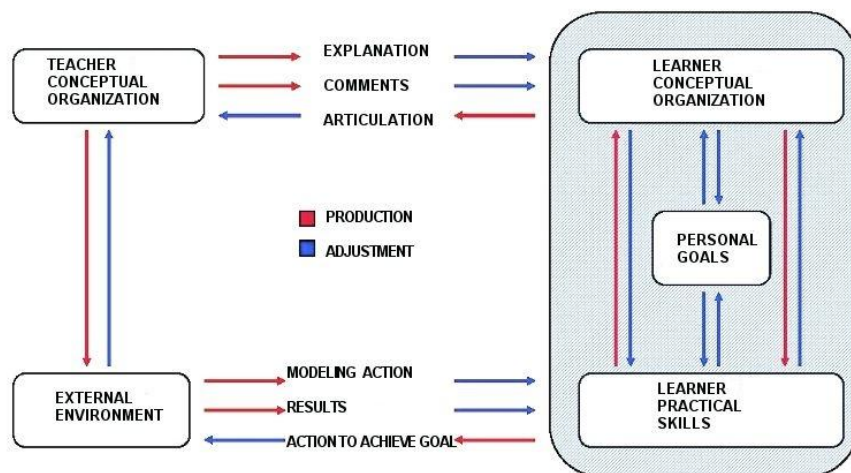 TEACHER
CONCEPTUAL
ORGANIZATION
EXPLANATION
COMMENTS
ARTICULATION
LEARNER
CONCEPTUAL
ORGANIZATION
PRODUCTION
ADJUSTMENT
PERSONAL
GOALS
EXTERNAL
ENVIRONMENT
MODELING ACTION
RESULTS
ACTION TO ACHIEVE GOAL
LEARNER
PRACTICAL
SKILLS